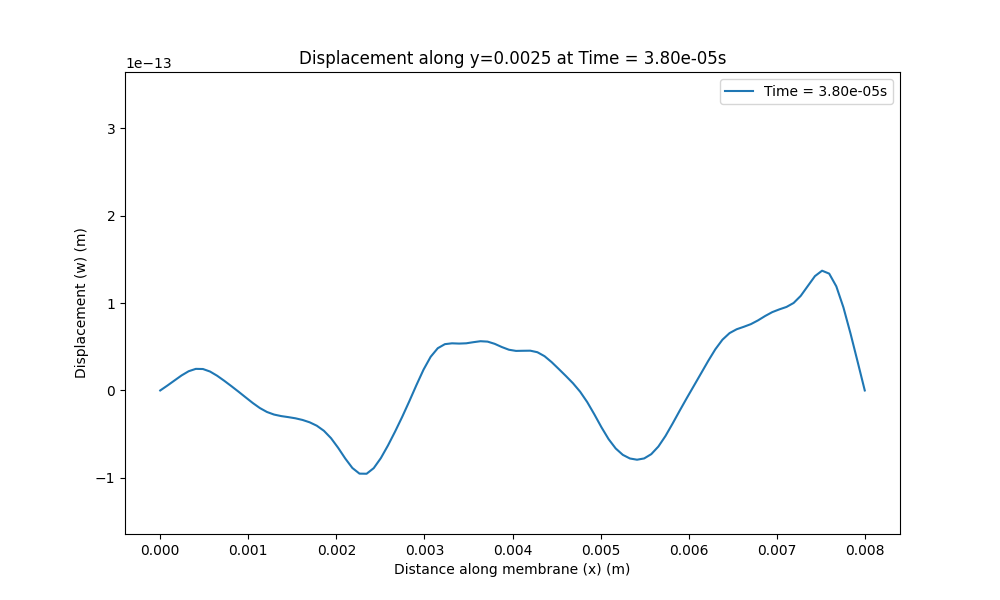 Displacement along y=0.0025 at Time = 3.80e-05s
1e−13
Time = 3.80e-05s
3
2
1
0
−1
Displacement (w) (m)
0.000 0.001 0.002 0.003 0.004 0.005 0.006 0.007 0.008
Distance along membrane (x) (m)